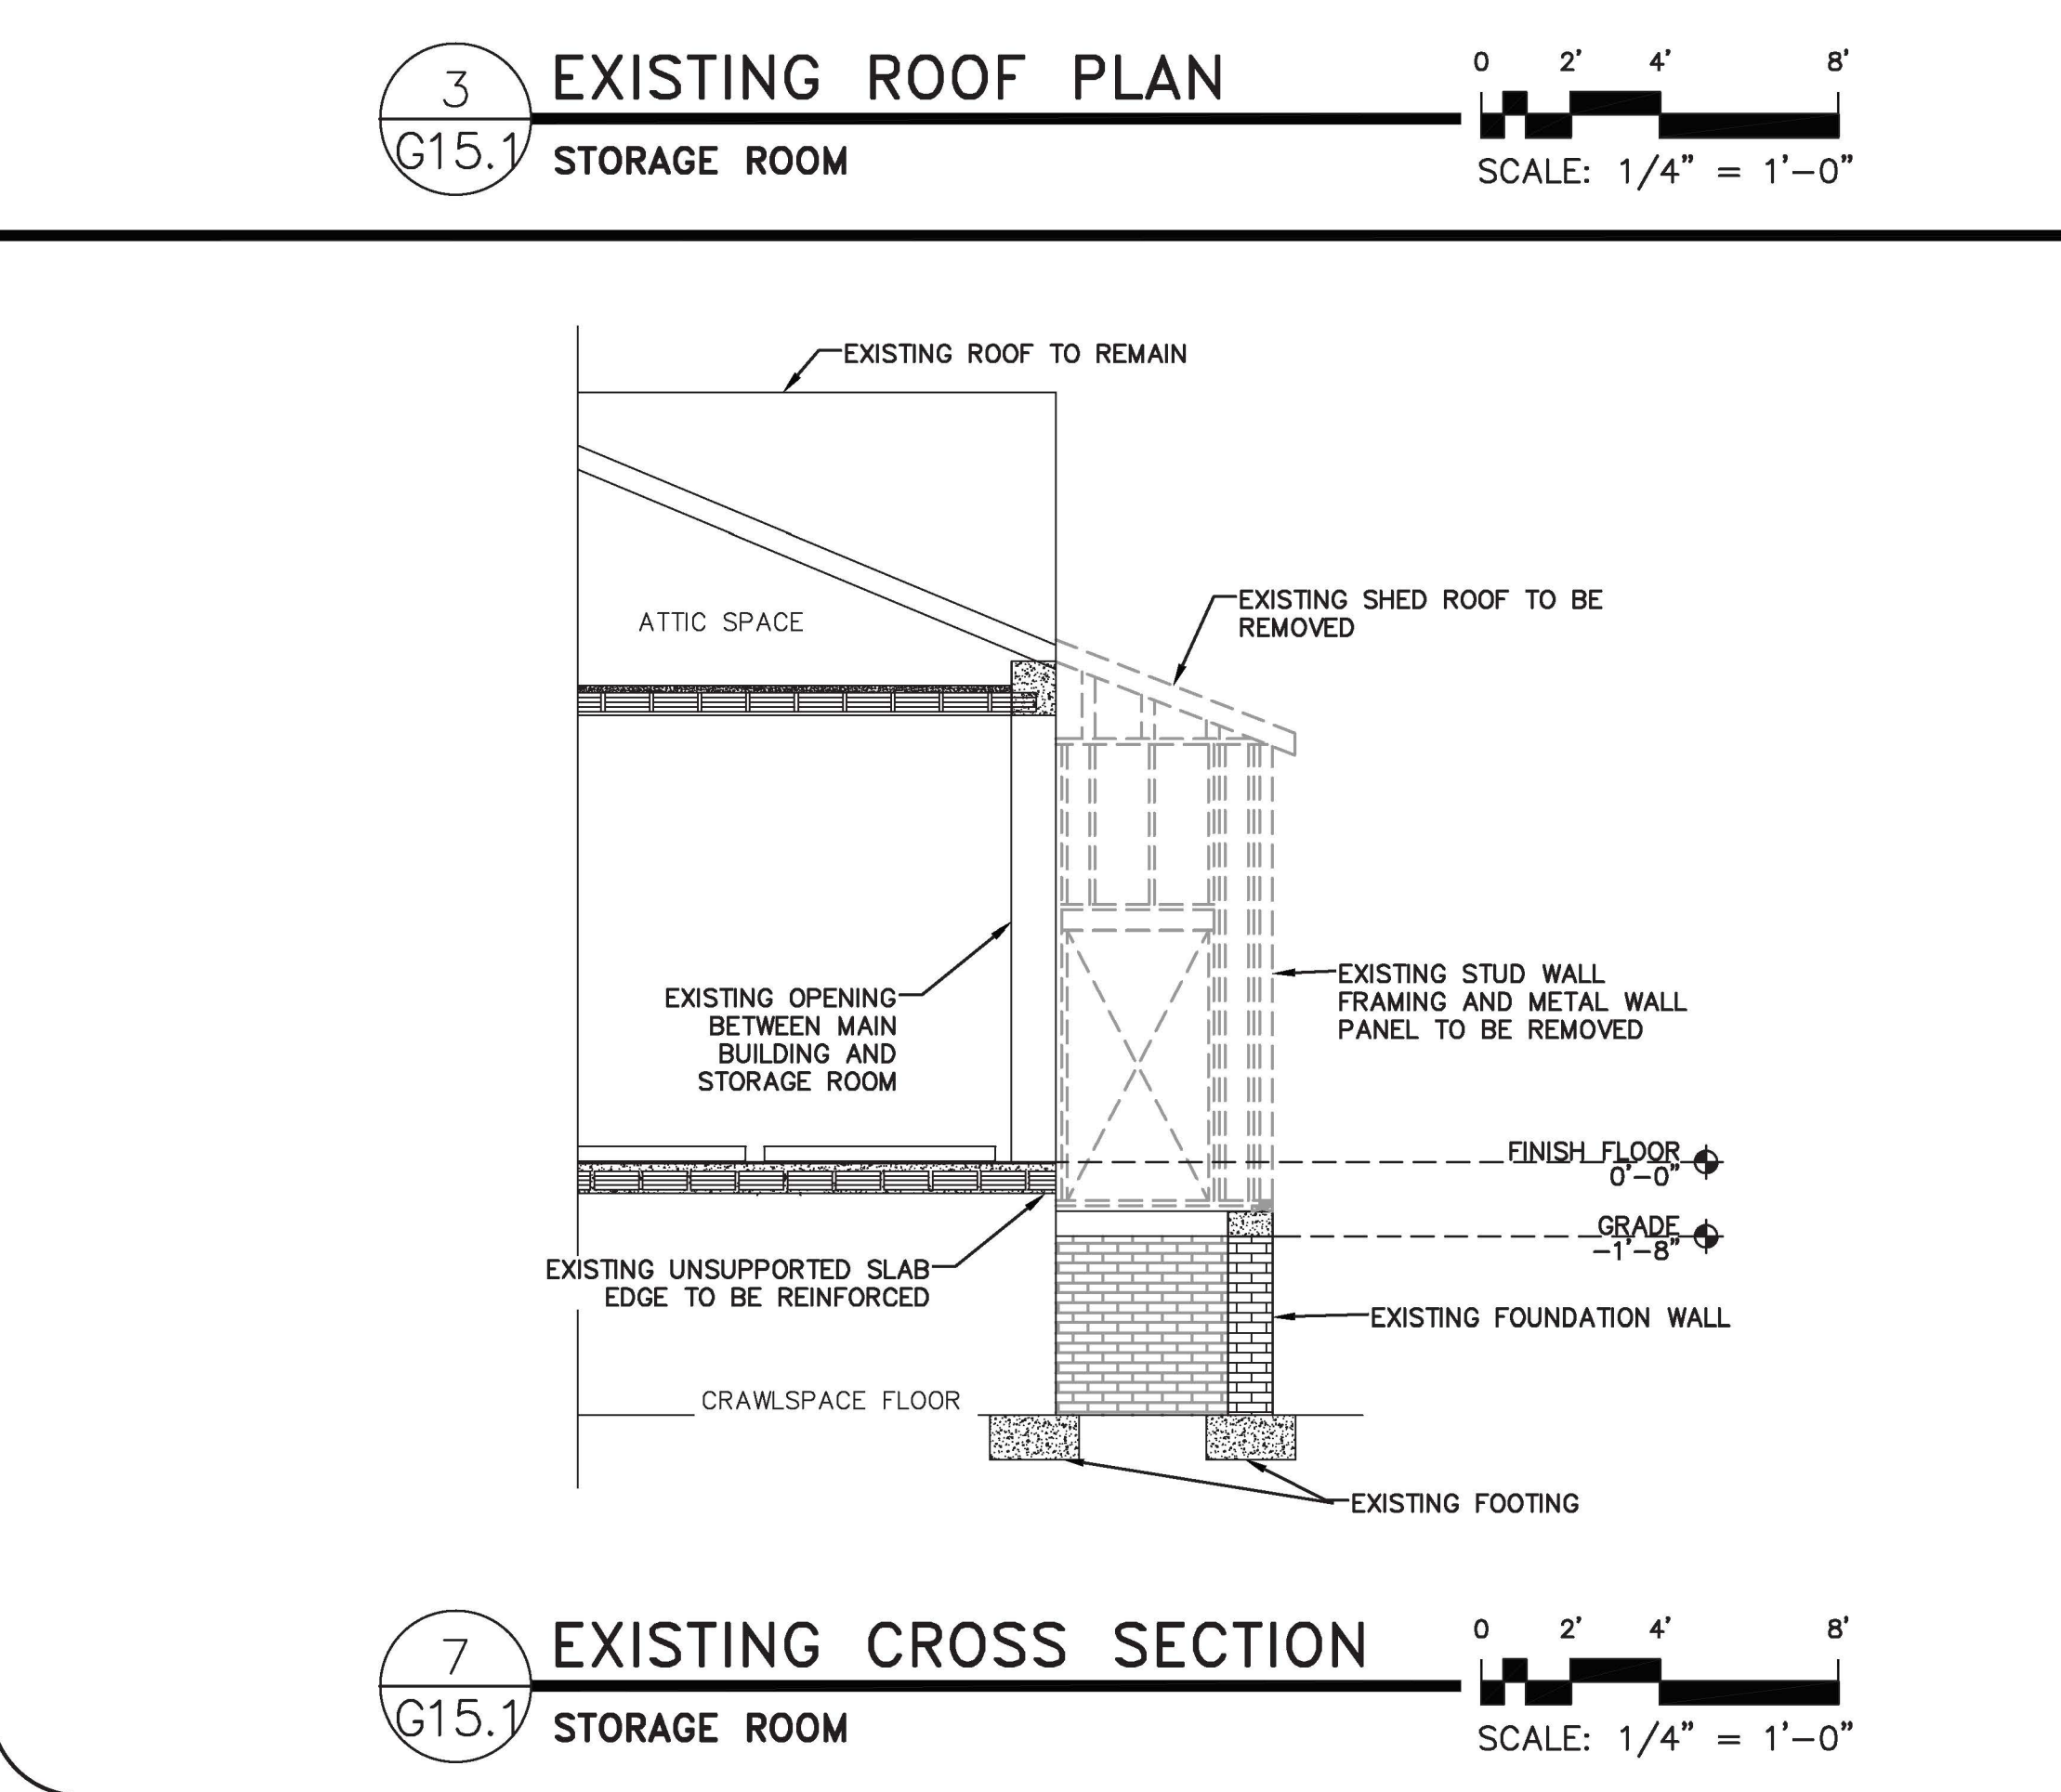 3
G15.1
EXISTING ROOF PLAN
STORAGE ROOM
0 2' 4' 8'
SCALE: 1/4" = 1'-0"
EXISTING ROOF TO REMAIN
ATTIC SPACE
EXISTING SHED ROOF TO BE
REMOVED
EXISTING OPENING
BETWEEN MAIN
BUILDING AND
STORAGE ROOM
EXISTING STUD WALL
FRAMING AND METAL WALL
PANEL TO BE REMOVED
FINISH FLOOR
0'-0"
GRADE
-1'-8"
EXISTING UNSUPPORTED SLAB
EDGE TO BE REINFORCED
EXISTING FOUNDATION WALL
CRAWLSPACE FLOOR
EXISTING FOOTING
7
G15.1
EXISTING CROSS SECTION
STORAGE ROOM
0 2' 4' 8'
SCALE: 1/4" = 1'-0"